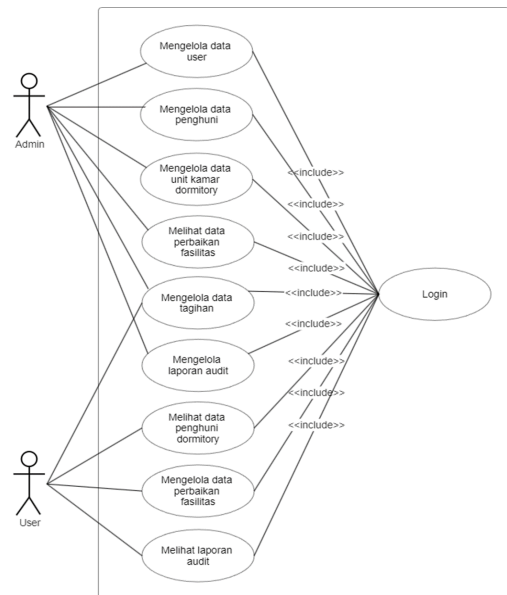 Mengelola data
user
Admin
Mengelola data
penghuni
Mengelola data
unit kamar
dormitory
<<include>>
<<include>>
Melihat data
perbaikan
fasilitas
<<include>>
<<include>>
Mengelola data
tagihan
<<include>>
Login
Mengelola
laporan audit
<<include>>
<<include>>
Melihat data
penghuni
dormitory
<<include>>
<<include>>
Mengelola data
perbaikan
fasilitas
User
Melihat laporan
audit